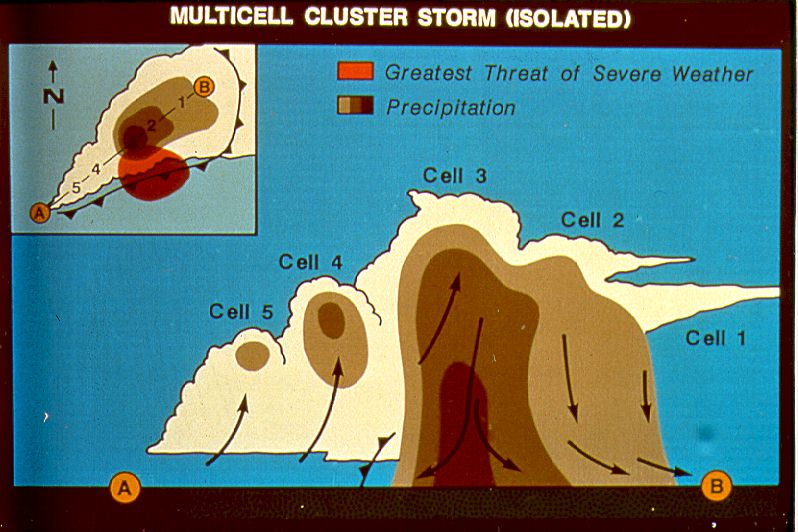 MULTICELL CLUSTER STORM (ISOLATED)
N
B
1
2
4
5
A
Greatest Threat of Severe Weather
Precipitation
Cell 3
Cell 2
Cell 4
Cell 5
Cell 1
A
B